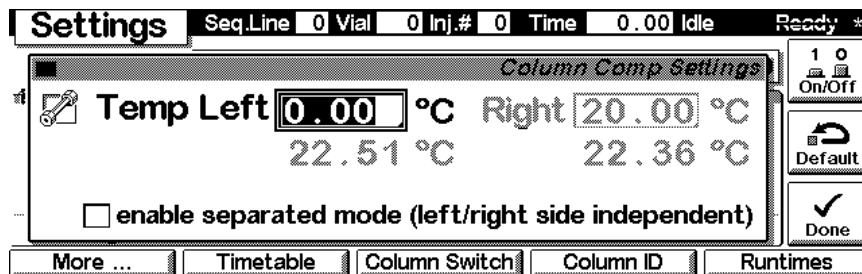 Settings Seq.Line 0 Vial 0 Inj.# 0 Time 0.00 Idle Ready *
Column Comp Settings
1 0
On/Off
Temp Left 0.00 °C Right 20.00 °C
22.51 °C 22.36 °C
Default
enable separated mode (left/right side independent)
Done
More ... Timetable Column Switch Column ID Runtimes